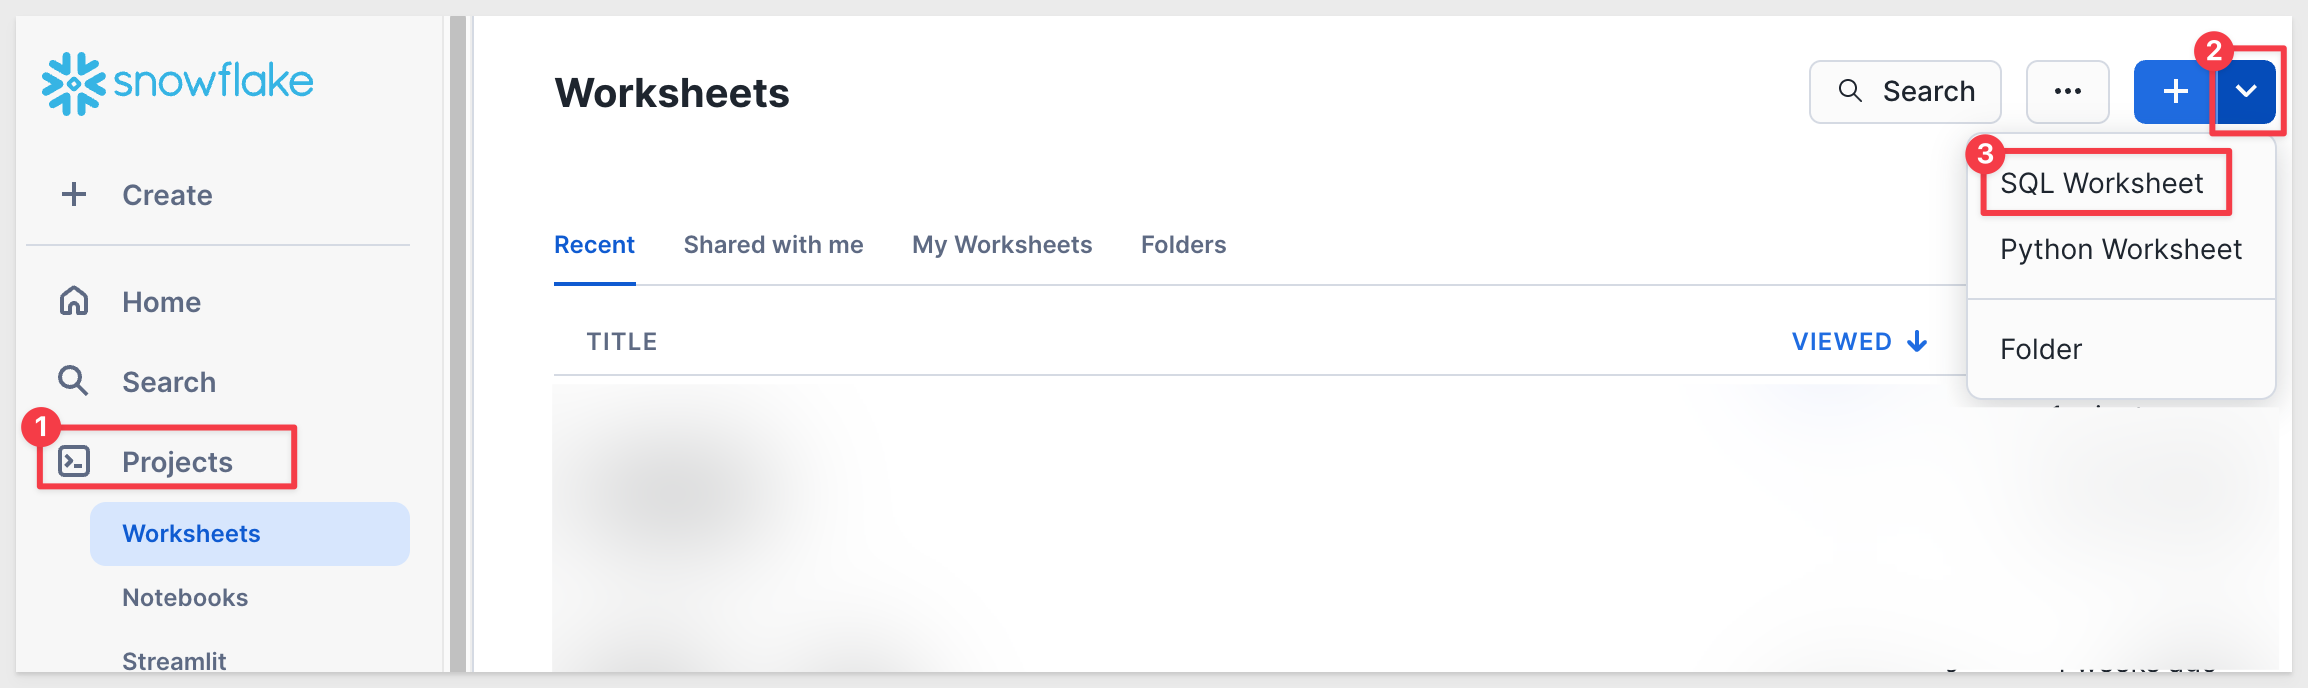 snowflake
Create
Home
Search
1
Projects
Worksheets
Notebooks
Streamlit
Worksheets
Search
2
3
SQL Worksheet
Python Worksheet
Folder
Recent Shared with me My Worksheets Folders
TITLE VIEWED